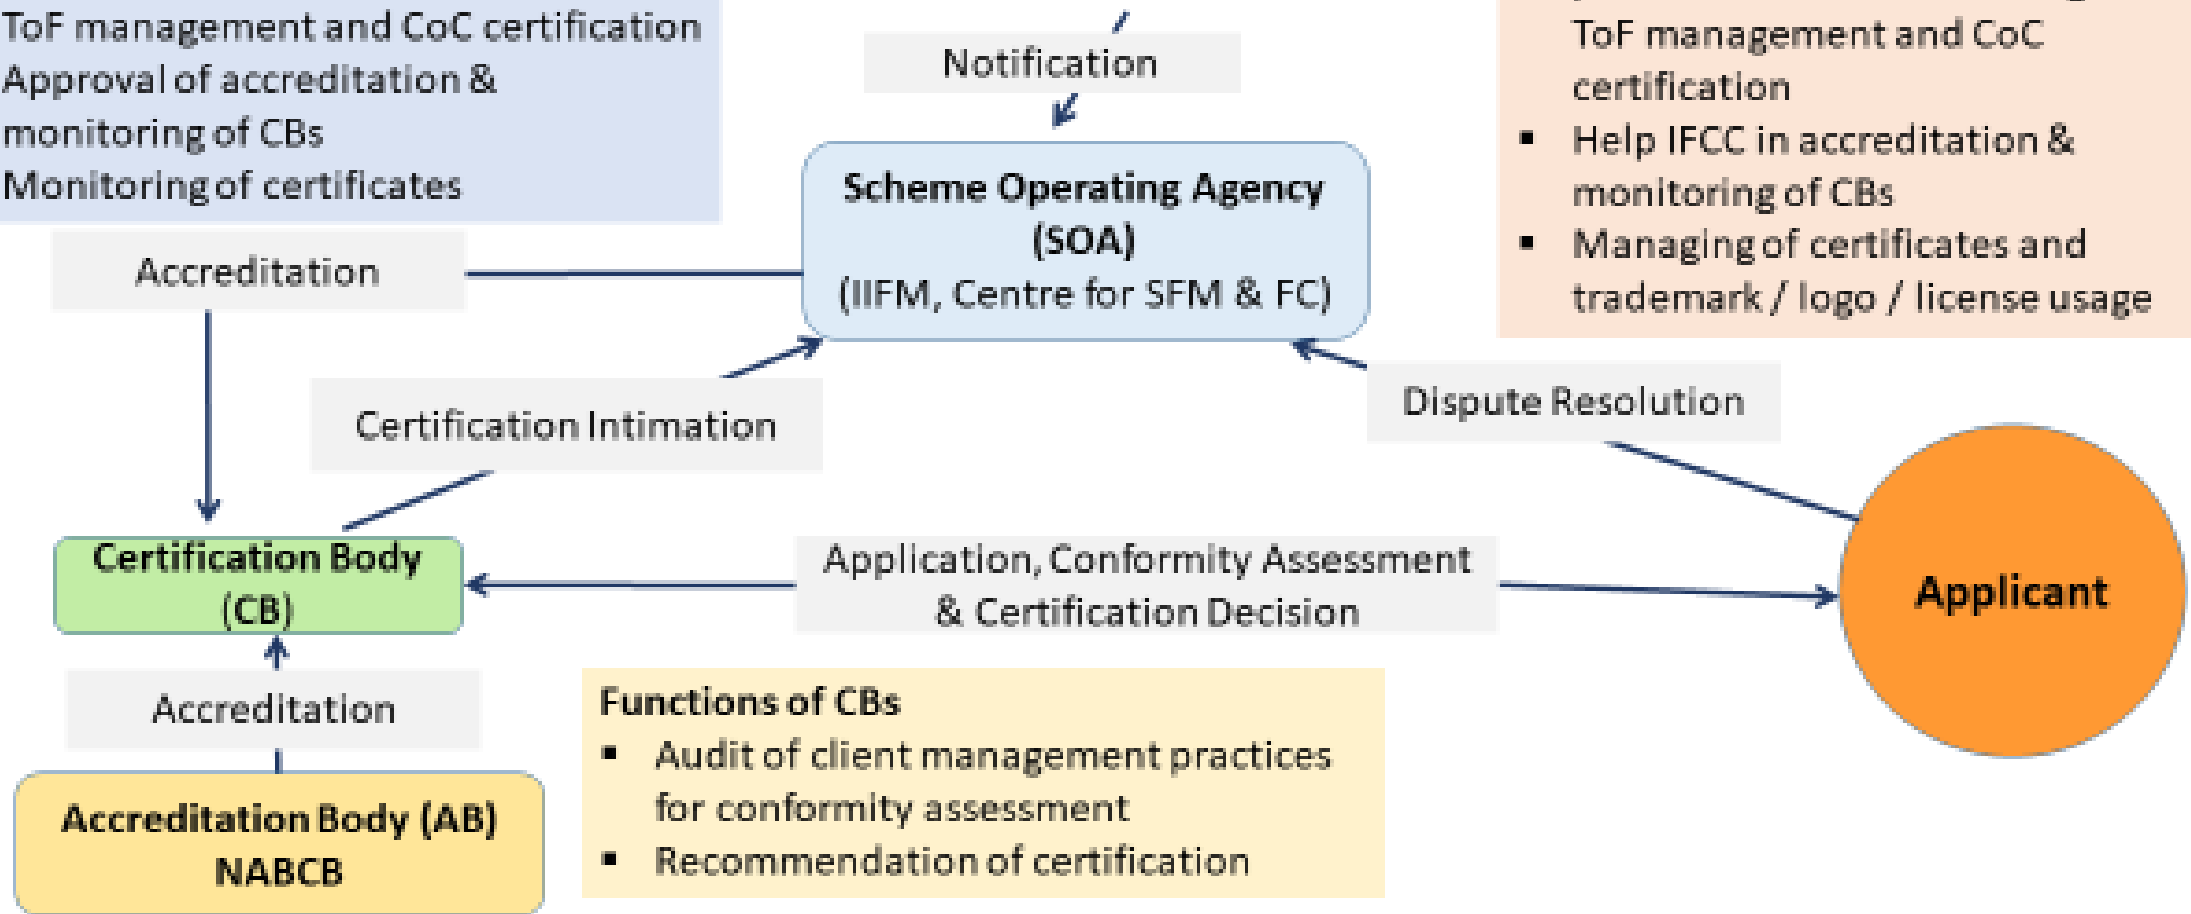 ToF management and CoC certification
Approval of accreditation &
monitoring of CBs
Monitoring of certificates
Notification
ToF management and CoC
certification
▪ Help IFCC in accreditation &
monitoring of CBs
▪ Managing of certificates and
trademark / logo / license usage
Scheme Operating Agency
(SOA)
(IIFM, Centre for SFM & FC)
Accreditation
Certification Intimation
Dispute Resolution
Certification Body
(CB)
Application, Conformity Assessment
& Certification Decision
Applicant
Accreditation
Accreditation Body (AB)
NABCB
Functions of CBs
▪ Audit of client management practices
for conformity assessment
▪ Recommendation of certification